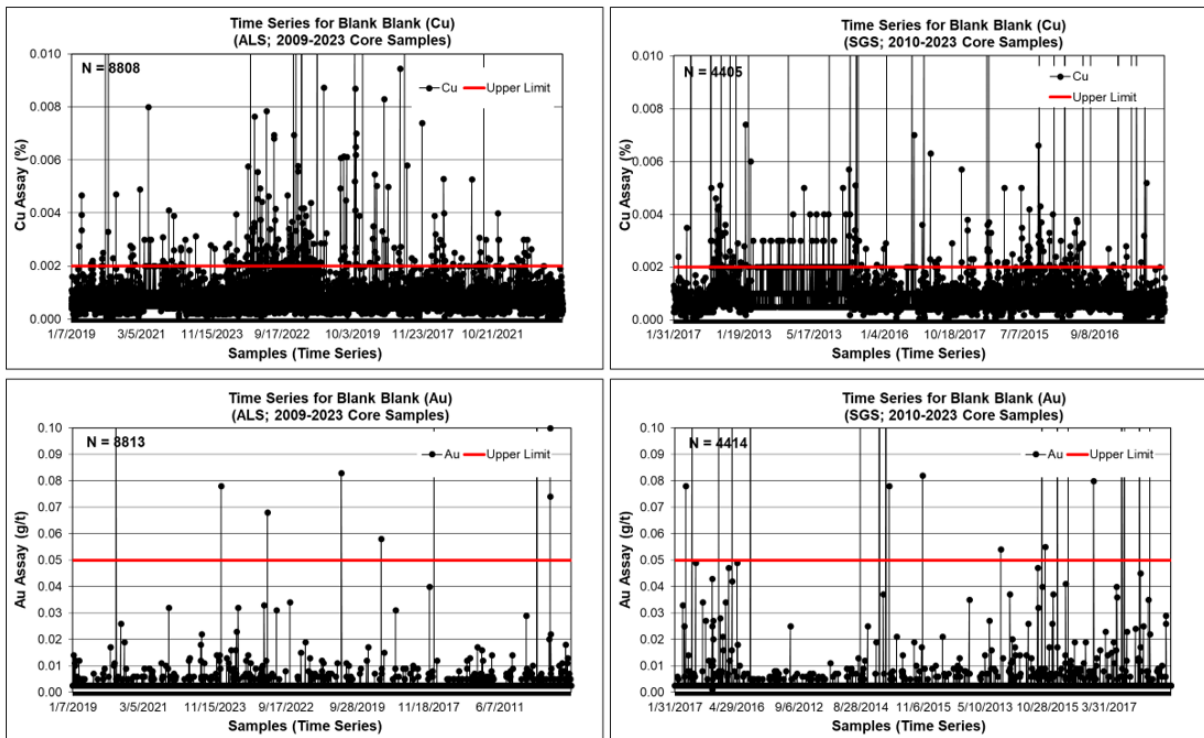 Time Series for Blank Blank (Cu)
(ALS; 2009-2023 Core Samples)
N = 8808
Cu
Upper Limit
0.010
0.008
0.006
0.004
0.002
0.000
Cu Assay (%)
1/7/2019 3/5/2021 11/15/2023 9/17/2022 10/3/2019 11/23/2017 10/21/2021
Samples (Time Series)
Time Series for Blank Blank (Cu)
(SGS; 2010-2023 Core Samples)
N = 4405
Cu
Upper Limit
0.010
0.008
0.006
0.004
0.002
0.000
Cu Assay (%)
1/31/2017 1/19/2013 5/17/2013 1/4/2016 10/18/2017 7/7/2015 9/8/2016
Samples (Time Series)
Time Series for Blank Blank (Au)
(ALS; 2009-2023 Core Samples)
N = 8813
Au
Upper Limit
0.10
0.09
0.08
0.07
0.06
0.05
0.04
0.03
0.02
0.01
0.00
Au Assay (g/t)
1/7/2019 3/5/2021 11/15/2023 9/17/2022 9/28/2019 11/18/2017 6/7/2011
Samples (Time Series)
Time Series for Blank Blank (Au)
(SGS; 2010-2023 Core Samples)
N = 4414
Au
Upper Limit
0.10
0.09
0.08
0.07
0.06
0.05
0.04
0.03
0.02
0.01
0.00
Au Assay (g/t)
1/31/2017 4/29/2016 9/6/2012 8/28/2014 11/6/2015 5/10/2013 10/28/2015 3/31/2017
Samples (Time Series)